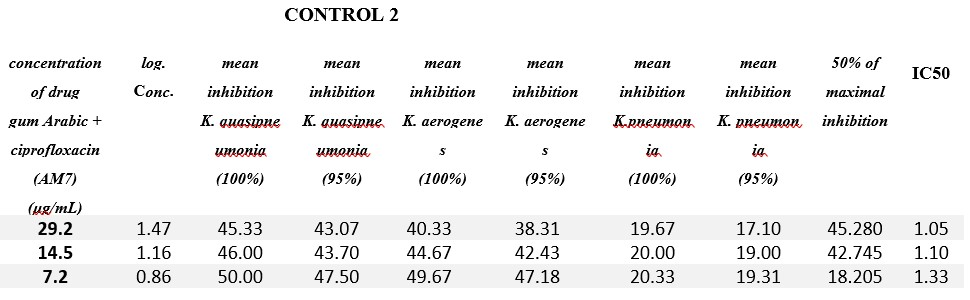 CONTROL 2
concentration log. mean mean mean mean mean mean 50% of IC50
of drug Conc. inhibition inhibition inhibition inhibition inhibition inhibition maximal
gum Arabic + K. quasipne K. quasipne K. aerogene K. aerogene K.pneumon K. pneumon inhibition
ciprofloxacin umonia umonia s s ia ia
(AM7) (100%) (95%) (100%) (95%) (100%) (95%)
(µg/mL)
29.2 1.47 45.33 43.07 40.33 38.31 19.67 17.10 45.280 1.05
14.5 1.16 46.00 43.70 44.67 42.43 20.00 19.00 42.745 1.10
7.2 0.86 50.00 47.50 49.67 47.18 20.33 19.31 18.205 1.33